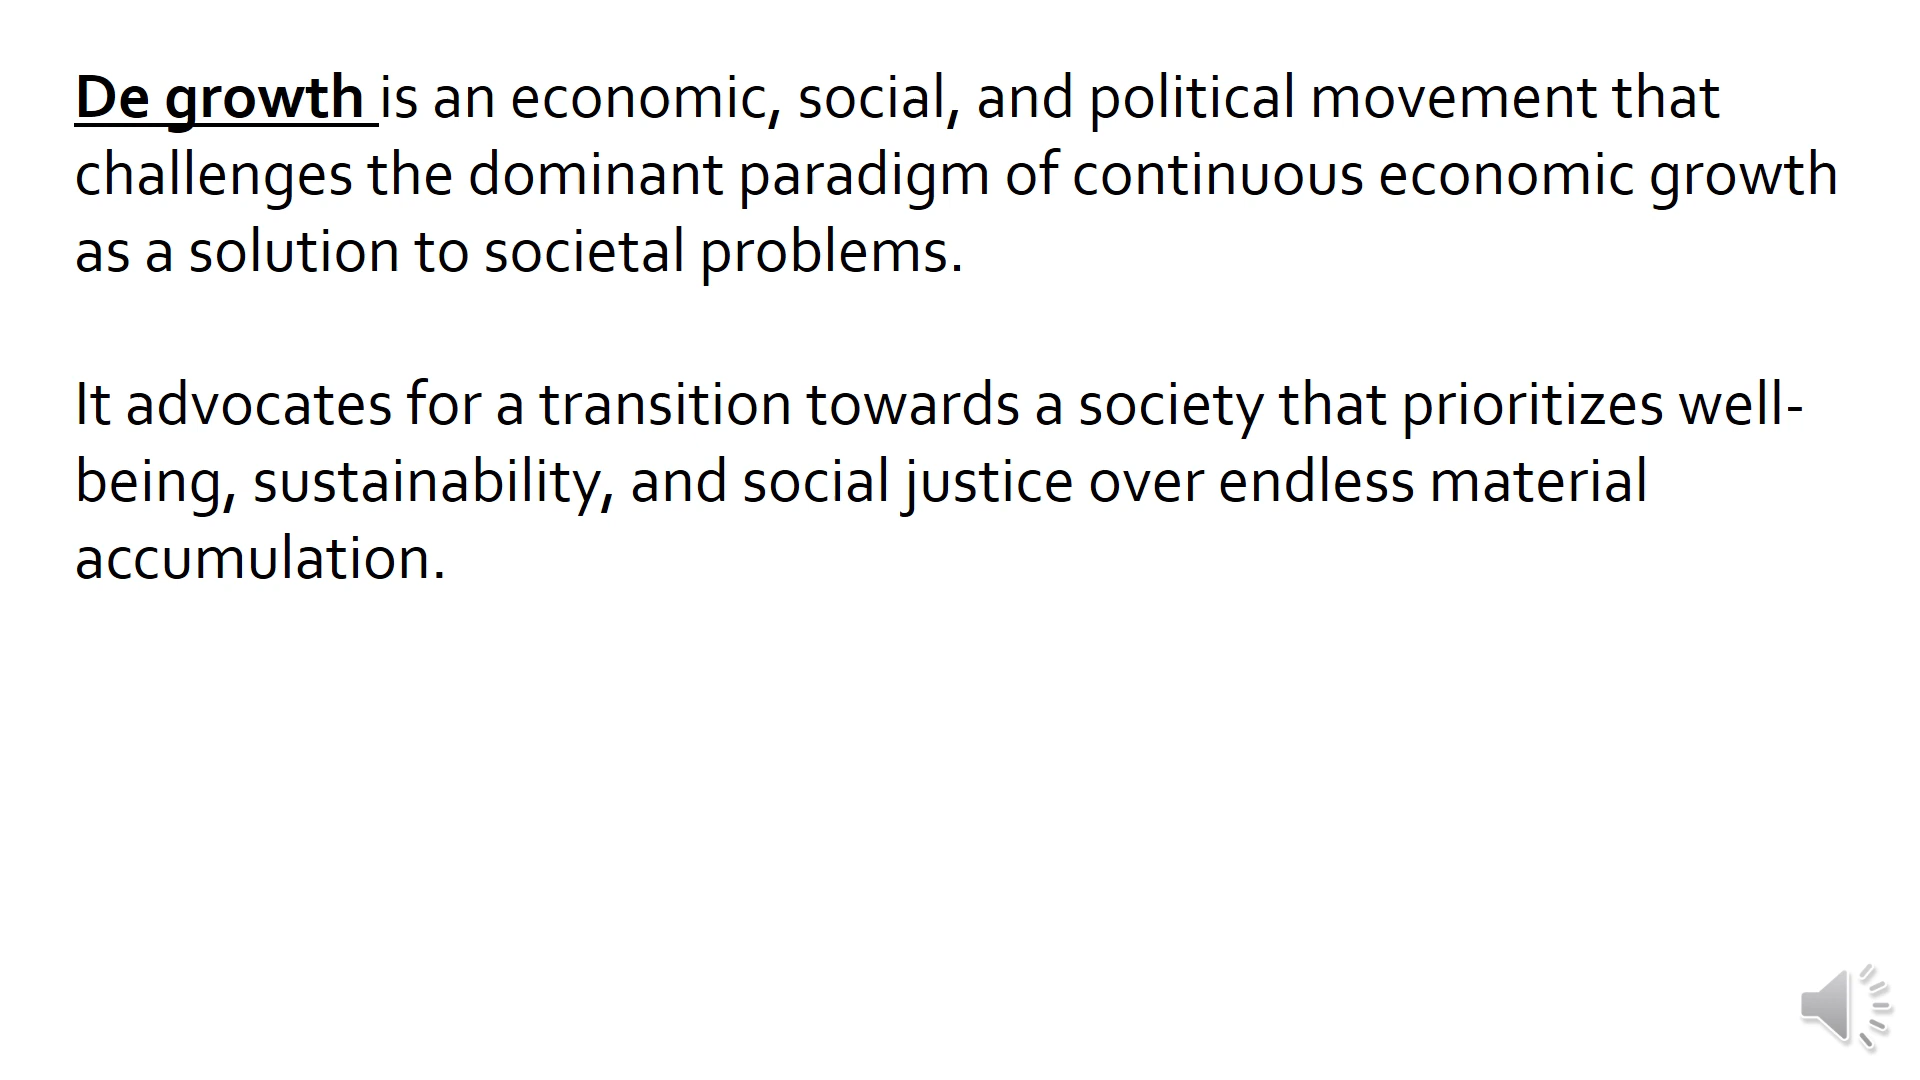 De growth is an economic, social, and political movement that
challenges the dominant paradigm of continuous economic growth
as a solution to societal problems.
It advocates for a transition towards a society that prioritizes well-
being, sustainability, and social justice over endless material
accumulation.